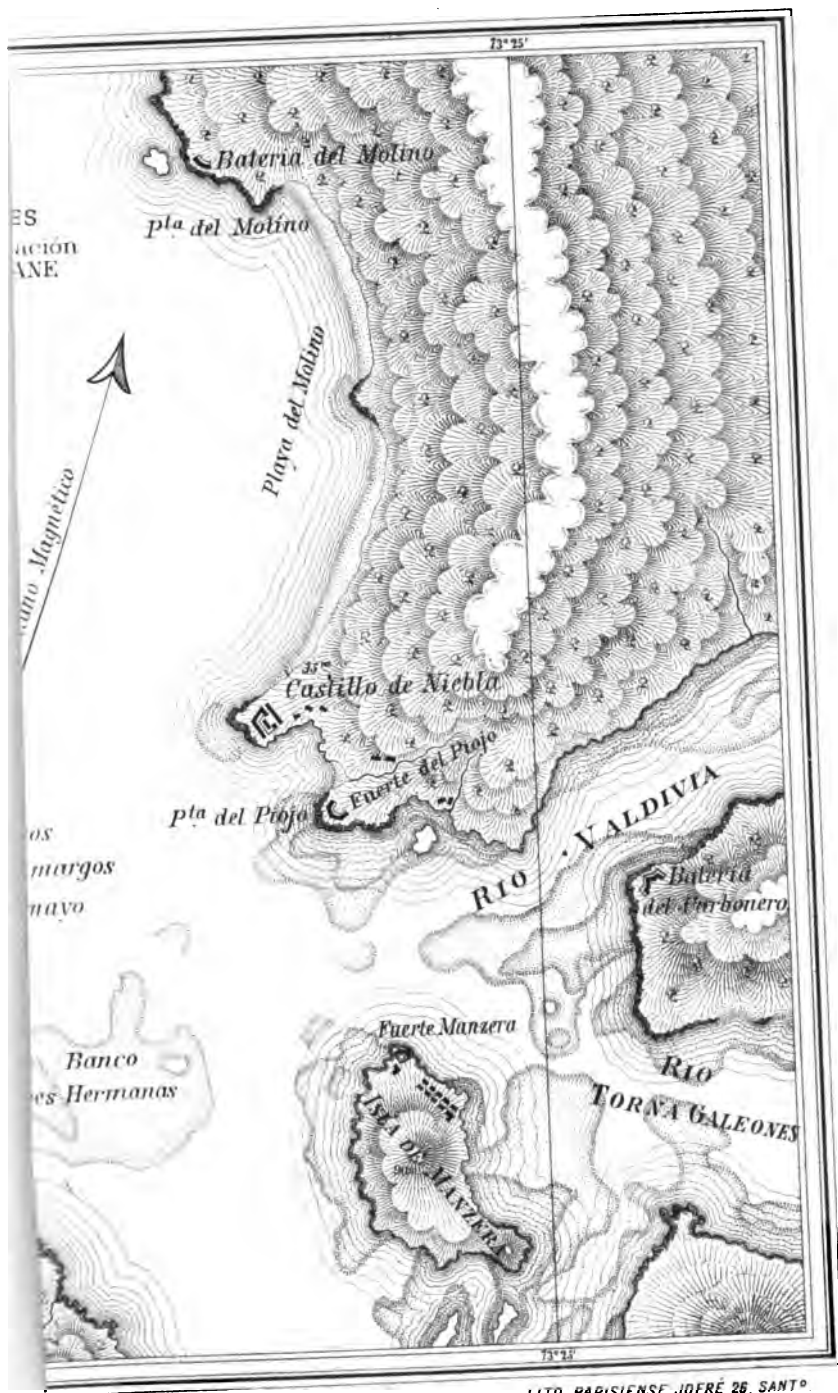 73° 25'
Bateria del Molino
Pta del Molino
ES
ación
ANE
Playa del Molino
Magnético
35m
Castillo de Niebla
Fuerte del Piojo
Pta del Piojo
RIO VALDIVIA
os
margos
mayo
Bateria
del Carbonero
Fuerte Manzera
Banco
es Hermanas
RIO
TORNA GALEONES
ISLA DE MANZERA
73° 25'
LITO. PARISIENSE JOFRÉ 26. SANTº